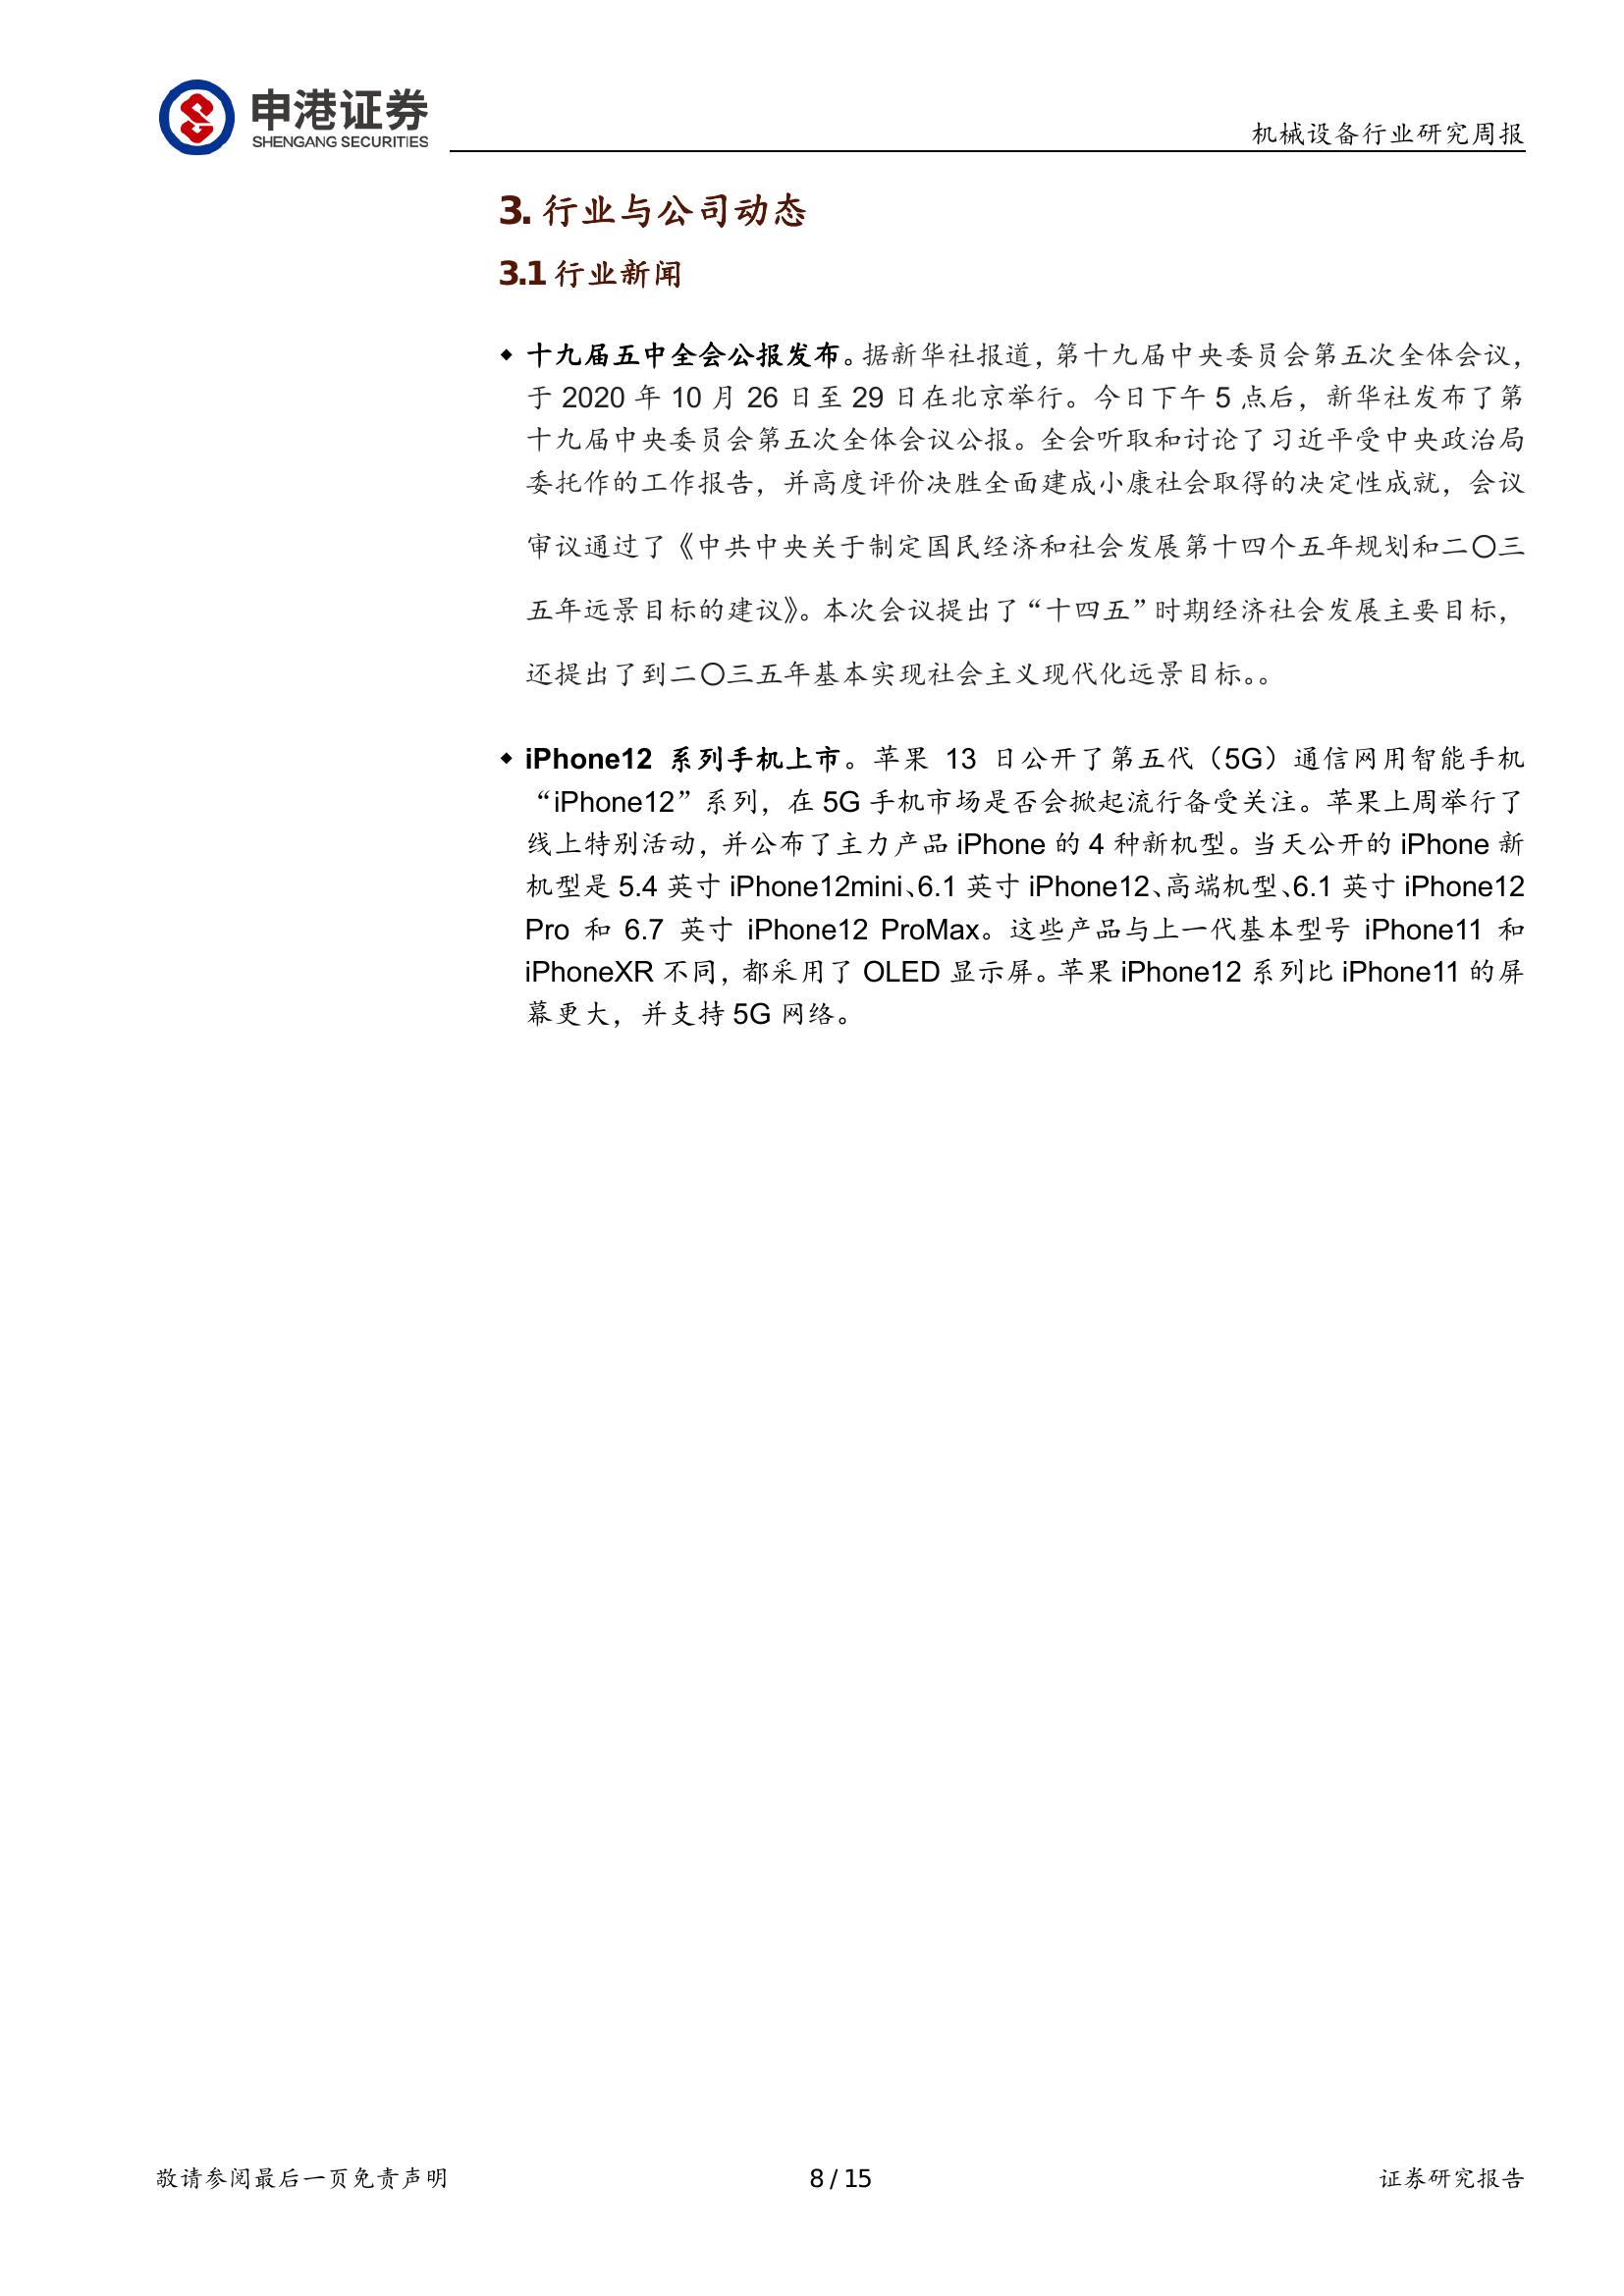 申港证券
SHENGANG SECURITIES
机械设备行业研究周报
3. 行业与公司动态
3.1 行业新闻
◆ 十九届五中全会公报发布。据新华社报道，第十九届中央委员会第五次全体会议，
于 2020 年 10 月 26 日至 29 日在北京举行。今日下午 5 点后，新华社发布了第
十九届中央委员会第五次全体会议公报。全会听取和讨论了习近平受中央政治局
委托作的工作报告，并高度评价决胜全面建成小康社会取得的决定性成就，会议
审议通过了《中共中央关于制定国民经济和社会发展第十四个五年规划和二〇三
五年远景目标的建议》。本次会议提出了“十四五”时期经济社会发展主要目标，
还提出了到二〇三五年基本实现社会主义现代化远景目标。。
◆ iPhone12 系列手机上市。苹果 13 日公开了第五代（5G）通信网用智能手机
“iPhone12”系列，在 5G 手机市场是否会掀起流行备受关注。苹果上周举行了
线上特别活动，并公布了主力产品 iPhone 的 4 种新机型。当天公开的 iPhone 新
机型是 5.4 英寸 iPhone12mini、6.1 英寸 iPhone12、高端机型、6.1 英寸 iPhone12
Pro 和 6.7 英寸 iPhone12 ProMax。这些产品与上一代基本型号 iPhone11 和
iPhoneXR 不同，都采用了 OLED 显示屏。苹果 iPhone12 系列比 iPhone11 的屏
幕更大，并支持 5G 网络。
敬请参阅最后一页免责声明
8 / 15
证券研究报告